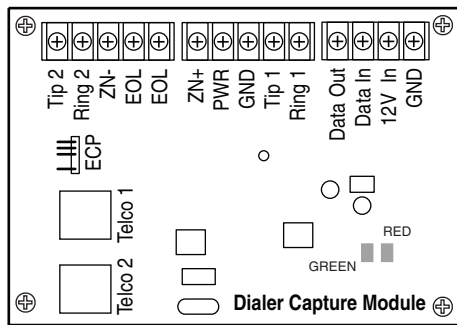 Tip 2
Ring 2
ZN-
EOL
EOL
ZN+
PWR
GND
Tip 1
Ring 1
Data Out
Data In
12V In
GND
ECP
Telco 1
RED
GREEN
Telco 2
Dialer Capture Module